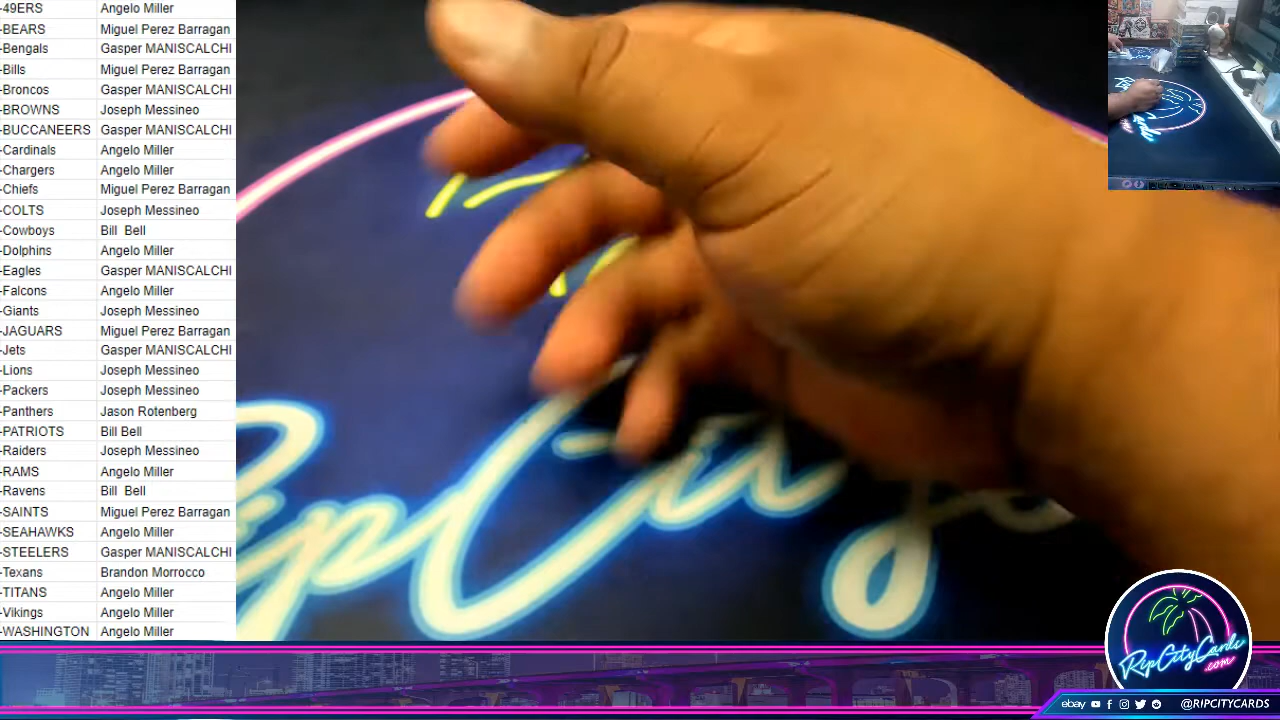 -49ERS Angelo Miller
-BEARS Miguel Perez Barragan
-Bengals Gasper MANISCALCHI
-Bills Miguel Perez Barragan
-Broncos Gasper MANISCALCHI
-BROWNS Joseph Messineo
-BUCCANEERS Gasper MANISCALCHI
-Cardinals Angelo Miller
-Chargers Angelo Miller
-Chiefs Miguel Perez Barragan
-COLTS Joseph Messineo
-Cowboys Bill Bell
-Dolphins Angelo Miller
-Eagles Gasper MANISCALCHI
-Falcons Angelo Miller
-Giants Joseph Messineo
-JAGUARS Miguel Perez Barragan
-Jets Gasper MANISCALCHI
-Lions Joseph Messineo
-Packers Joseph Messineo
-Panthers Jason Rotenberg
-PATRIOTS Bill Bell
-Raiders Joseph Messineo
-RAMS Angelo Miller
-Ravens Bill Bell
-SAINTS Miguel Perez Barragan
-SEAHAWKS Angelo Miller
-STEELERS Gasper MANISCALCHI
-Texans Brandon Morrocco
-TITANS Angelo Miller
-Vikings Angelo Miller
-WASHINGTON Angelo Miller
RipCityCards
.com
ebay @RIPCITYCARDS